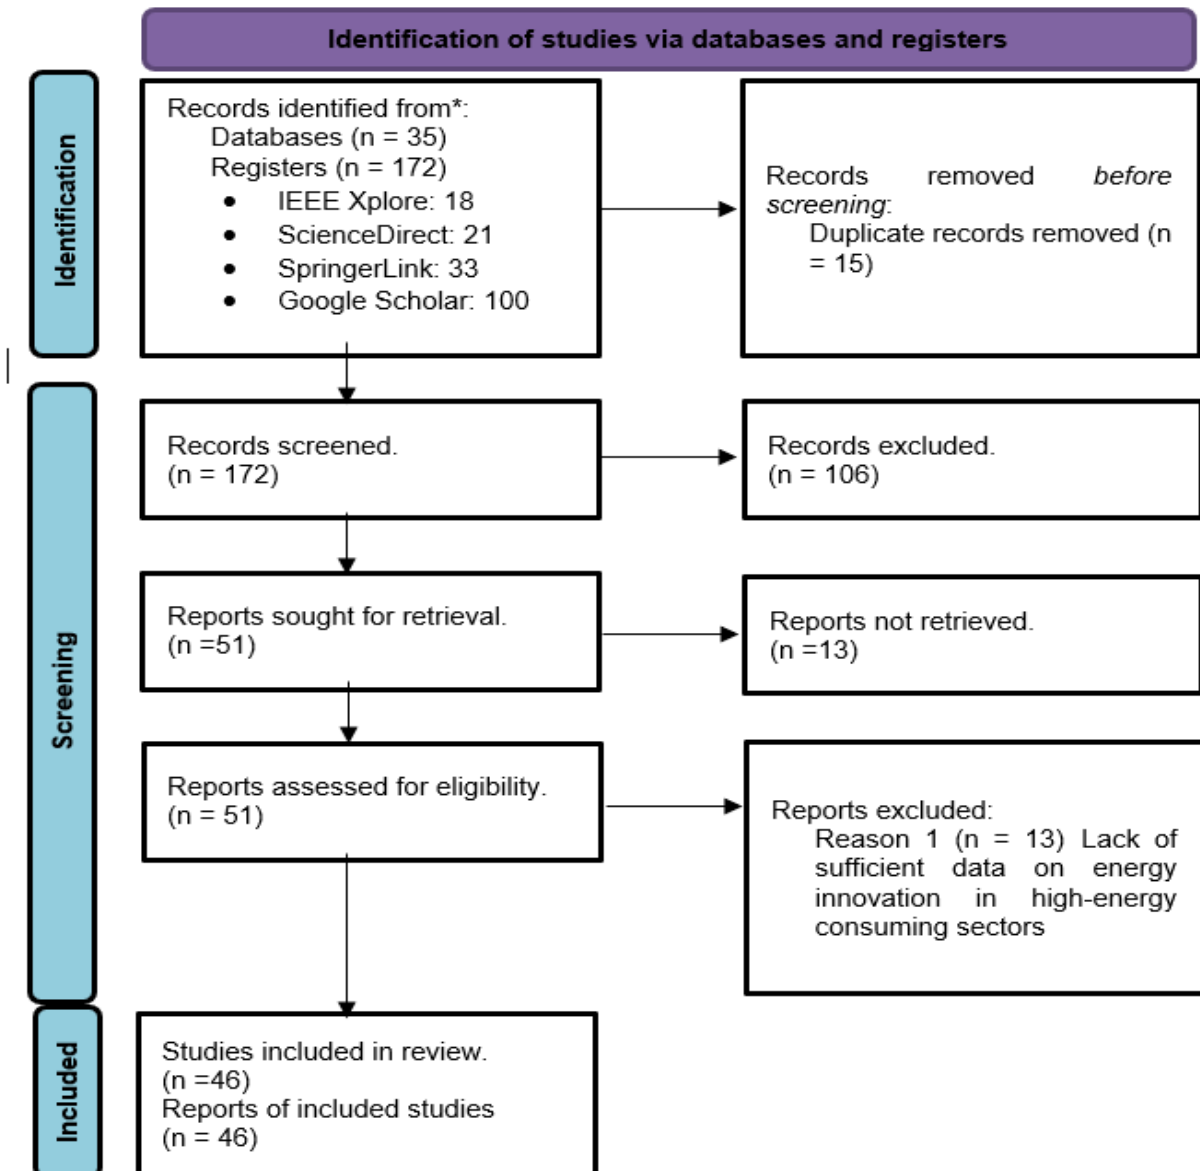 Identification of studies via databases and registers
Identification
Records identified from*:
Databases (n = 35)
Registers (n = 172)
• IEEE Xplore: 18
• ScienceDirect: 21
• SpringerLink: 33
• Google Scholar: 100
Records removed before
screening:
Duplicate records removed (n
= 15)
Screening
Records screened.
(n = 172)
Records excluded.
(n = 106)
Reports sought for retrieval.
(n =51)
Reports not retrieved.
(n =13)
Reports assessed for eligibility.
(n = 51)
Reports excluded:
Reason 1 (n = 13) Lack of
sufficient data on energy
innovation in high-energy
consuming sectors
Included
Studies included in review.
(n =46)
Reports of included studies
(n = 46)